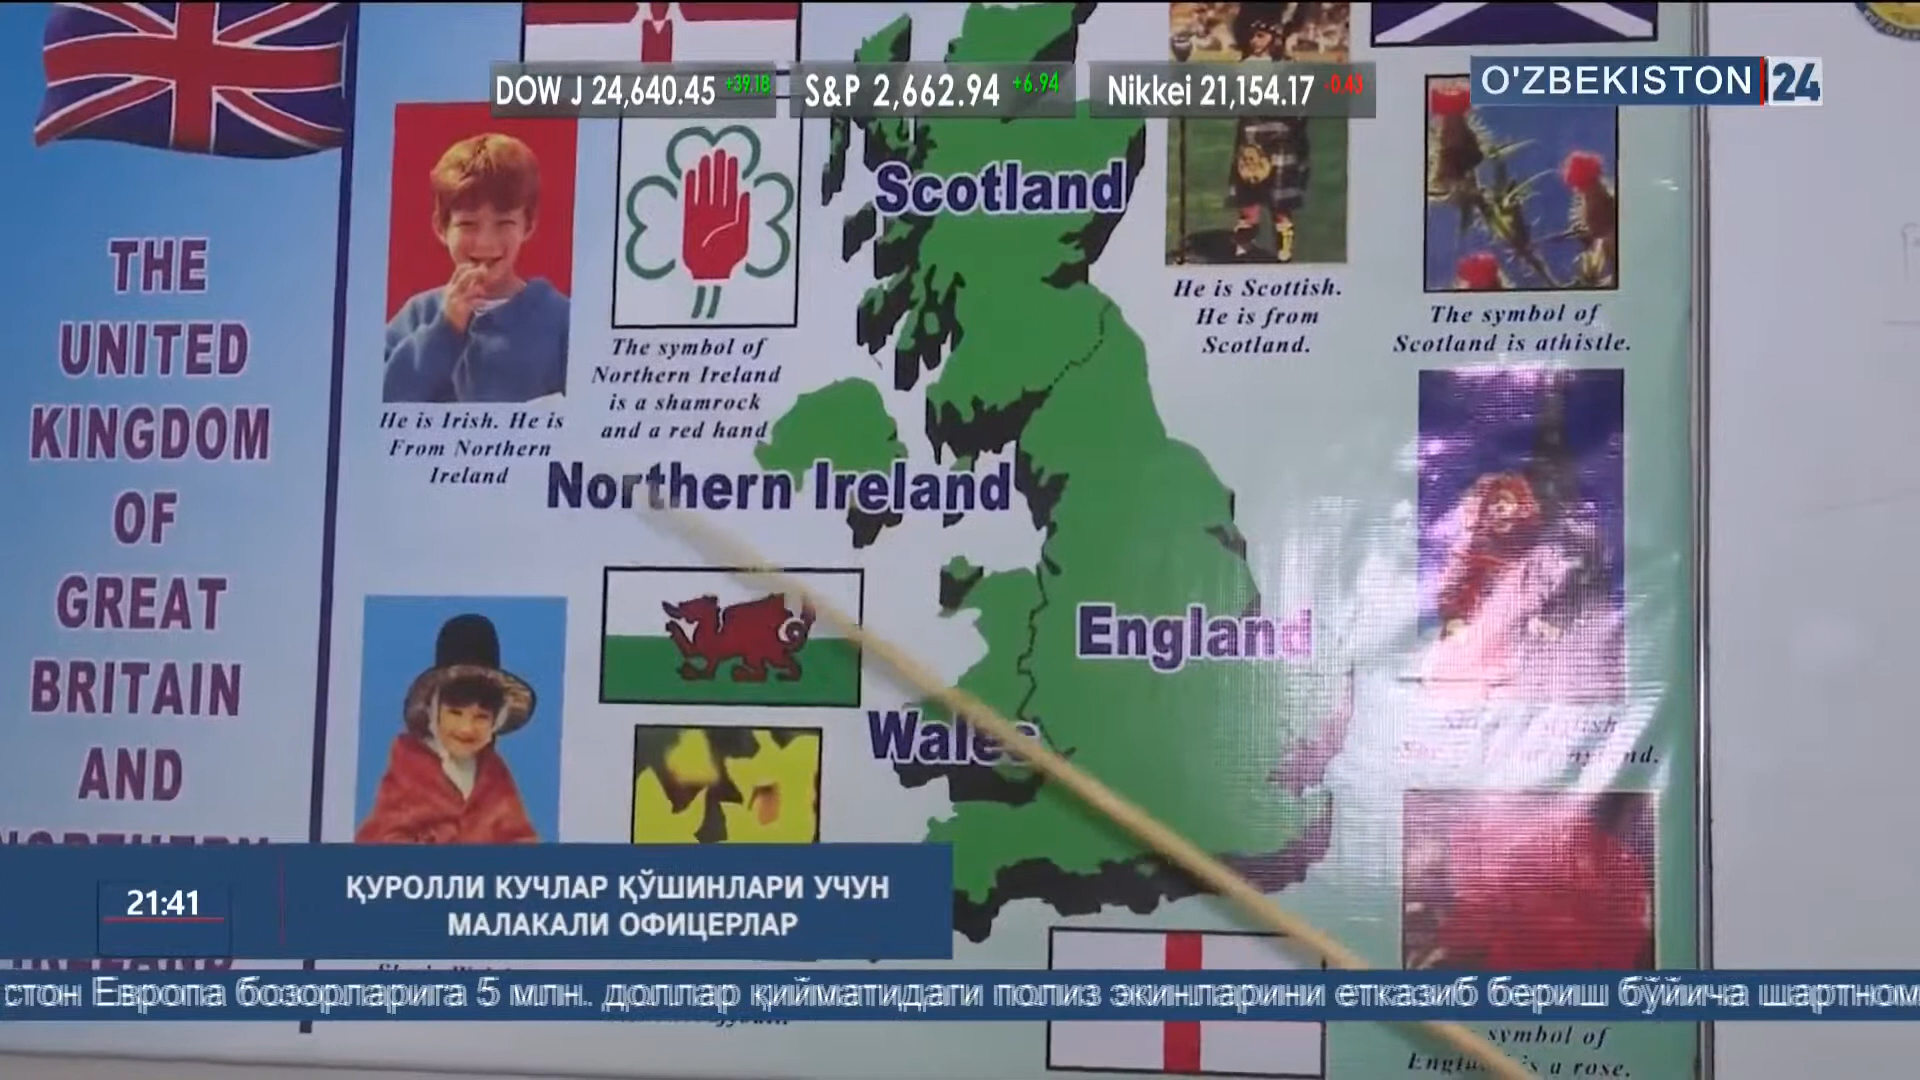 DOW J 24,640.45 +39.18
S&P 2,662.94 +6.94
Nikkei 21,154.17 -0.43
O'ZBEKISTON 24
THE
UNITED
KINGDOM
OF
GREAT
BRITAIN
AND
NORTHERN
IRELAND
He is Irish. He is
From Northern
Ireland
The symbol of
Northern Ireland
is a shamrock
and a red hand
Scotland
He is Scottish.
He is from
Scotland.
The symbol of
Scotland is athistle.
Northern Ireland
England
Wales
21:41
ҚУРОЛЛИ КУЧЛАР ҚЎШИНЛАРИ УЧУН
МАЛАКАЛИ ОФИЦЕРЛАР
стон Европа бозорларига 5 млн. доллар қийматидаги полиз экинларини етказиб бериш бўйича шартном
symbol of
England is a rose.